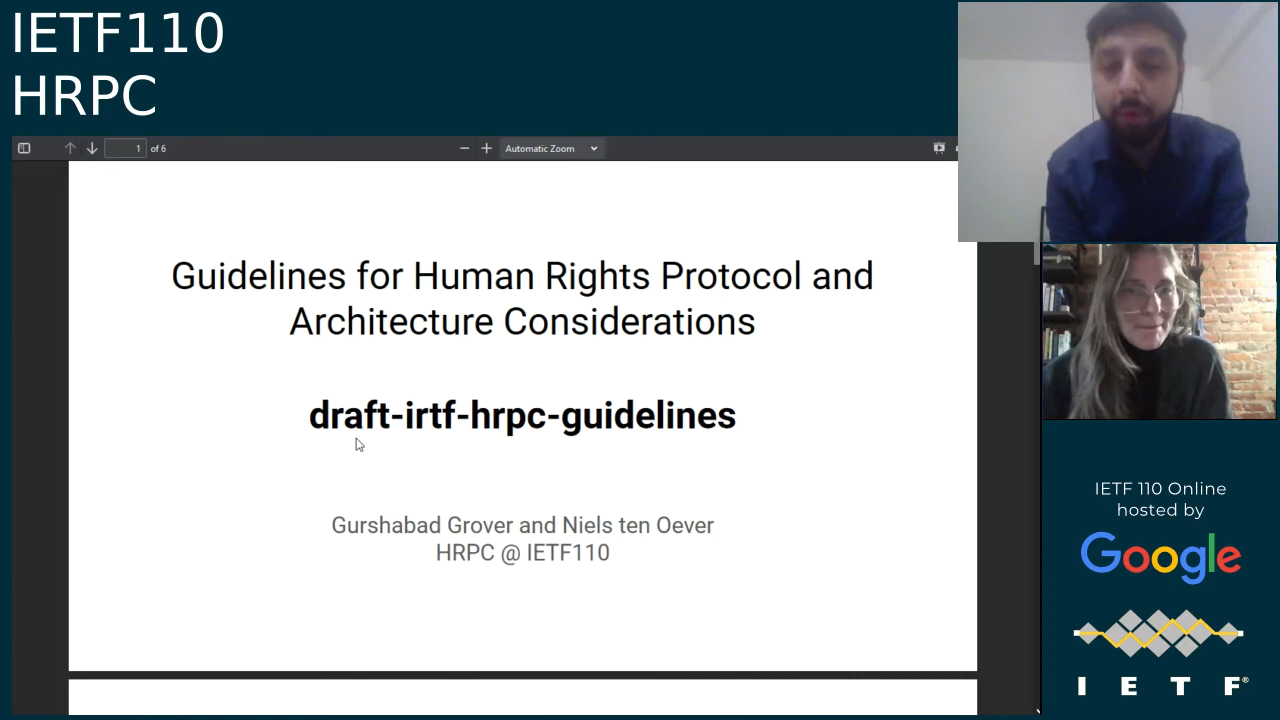 IETF110
HRPC
1 of 6
Automatic Zoom
Guidelines for Human Rights Protocol and
Architecture Considerations
draft-irtf-hrpc-guidelines
Gurshabad Grover and Niels ten Oever
HRPC @ IETF110
IETF 110 Online
hosted by
Google
I E T F®